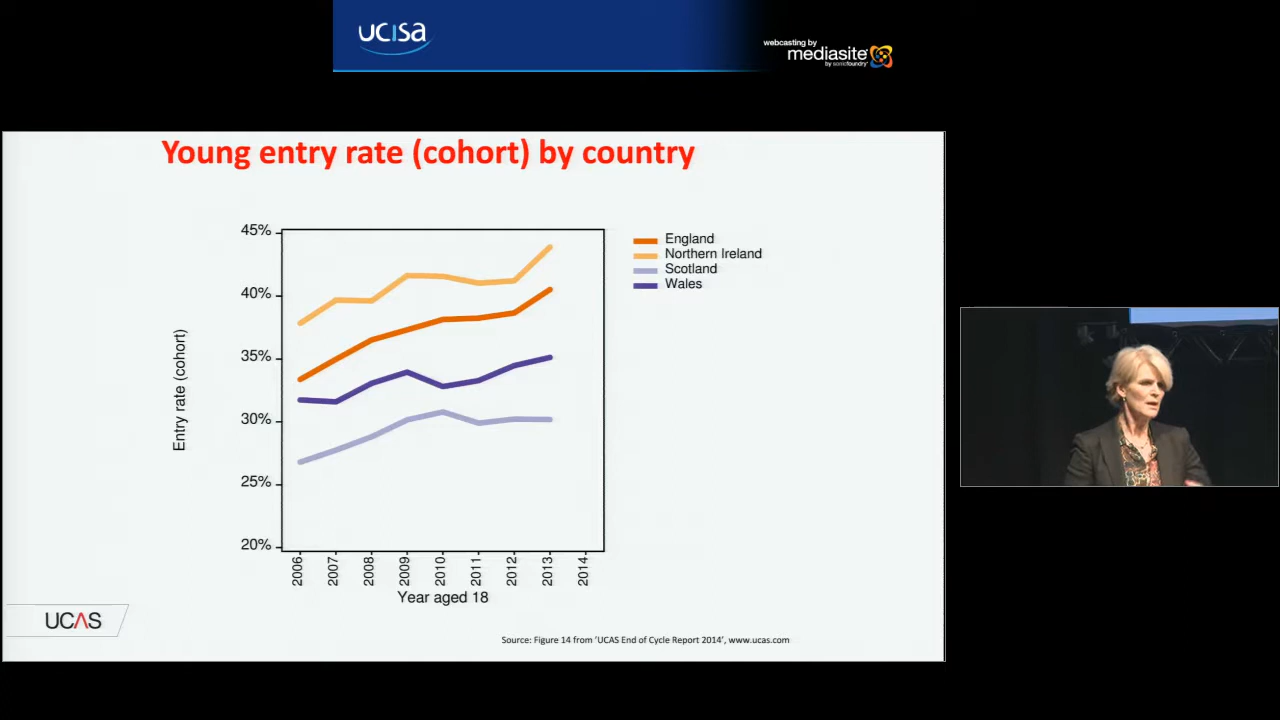 ucisa
webcasting by
mediasite
by sonicfoundry
Young entry rate (cohort) by country
45%
40%
35%
30%
25%
20%
Entry rate (cohort)
2006
2007
2008
2009
2010
2011
2012
2013
2014
Year aged 18
England
Northern Ireland
Scotland
Wales
UCAS
Source: Figure 14 from 'UCAS End of Cycle Report 2014', www.ucas.com